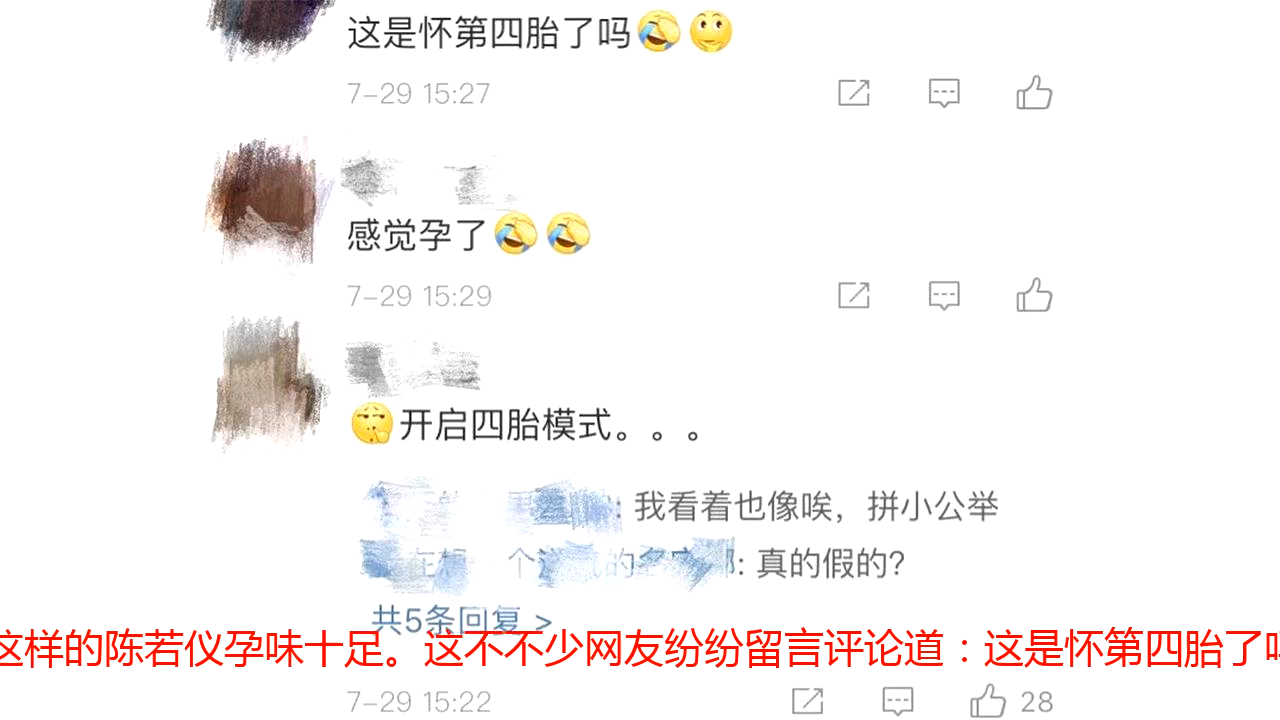 这是怀第四胎了吗
7-29 15:27
感觉孕了
7-29 15:29
开启四胎模式。。。
: 我看着也像唉，拼小公举
: 真的假的?
共5条回复 >
这样的陈若仪孕味十足。这不不少网友纷纷留言评论道：这是怀第四胎了吗
7-29 15:22
28